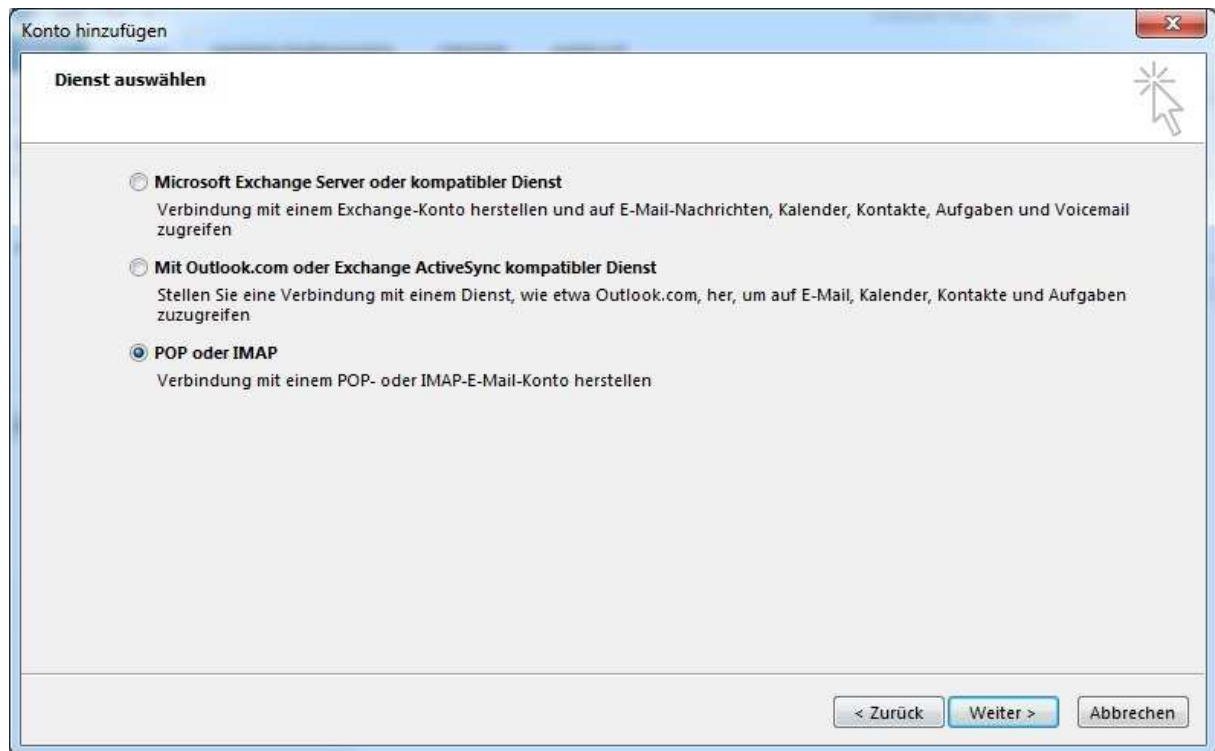 Konto hinzufügen
Dienst auswählen
Microsoft Exchange Server oder kompatibler Dienst
Verbindung mit einem Exchange-Konto herstellen und auf E-Mail-Nachrichten, Kalender, Kontakte, Aufgaben und Voicemail
zugreifen
Mit Outlook.com oder Exchange ActiveSync kompatibler Dienst
Stellen Sie eine Verbindung mit einem Dienst, wie etwa Outlook.com, her, um auf E-Mail, Kalender, Kontakte und Aufgaben
zuzugreifen
POP oder IMAP
Verbindung mit einem POP- oder IMAP-E-Mail-Konto herstellen
< Zurück Weiter > Abbrechen